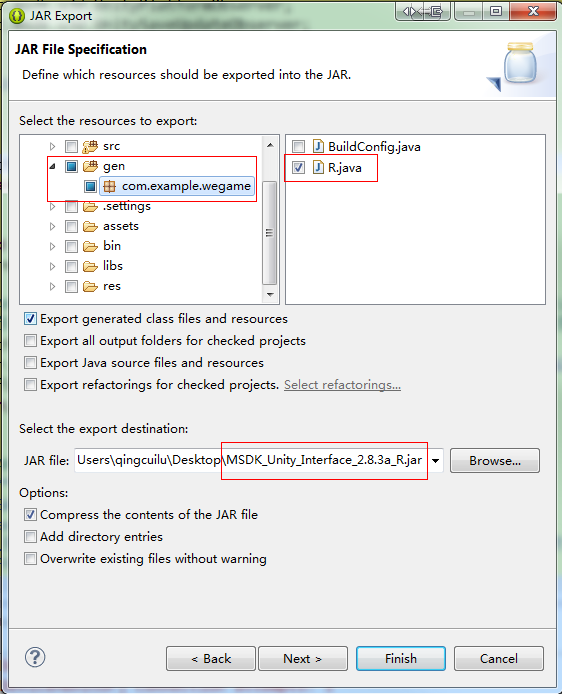 JAR Export
JAR File Specification
Define which resources should be exported into the JAR.
Select the resources to export:
src
gen
com.example.wegame
.settings
assets
bin
libs
res
BuildConfig.java
R.java
Export generated class files and resources
Export all output folders for checked projects
Export Java source files and resources
Export refactorings for checked projects. Select refactorings...
Select the export destination:
JAR file: Users\qingcuilu\Desktop\MSDK_Unity_Interface_2.8.3a_R.jar Browse...
Options:
Compress the contents of the JAR file
Add directory entries
Overwrite existing files without warning
? < Back Next > Finish Cancel